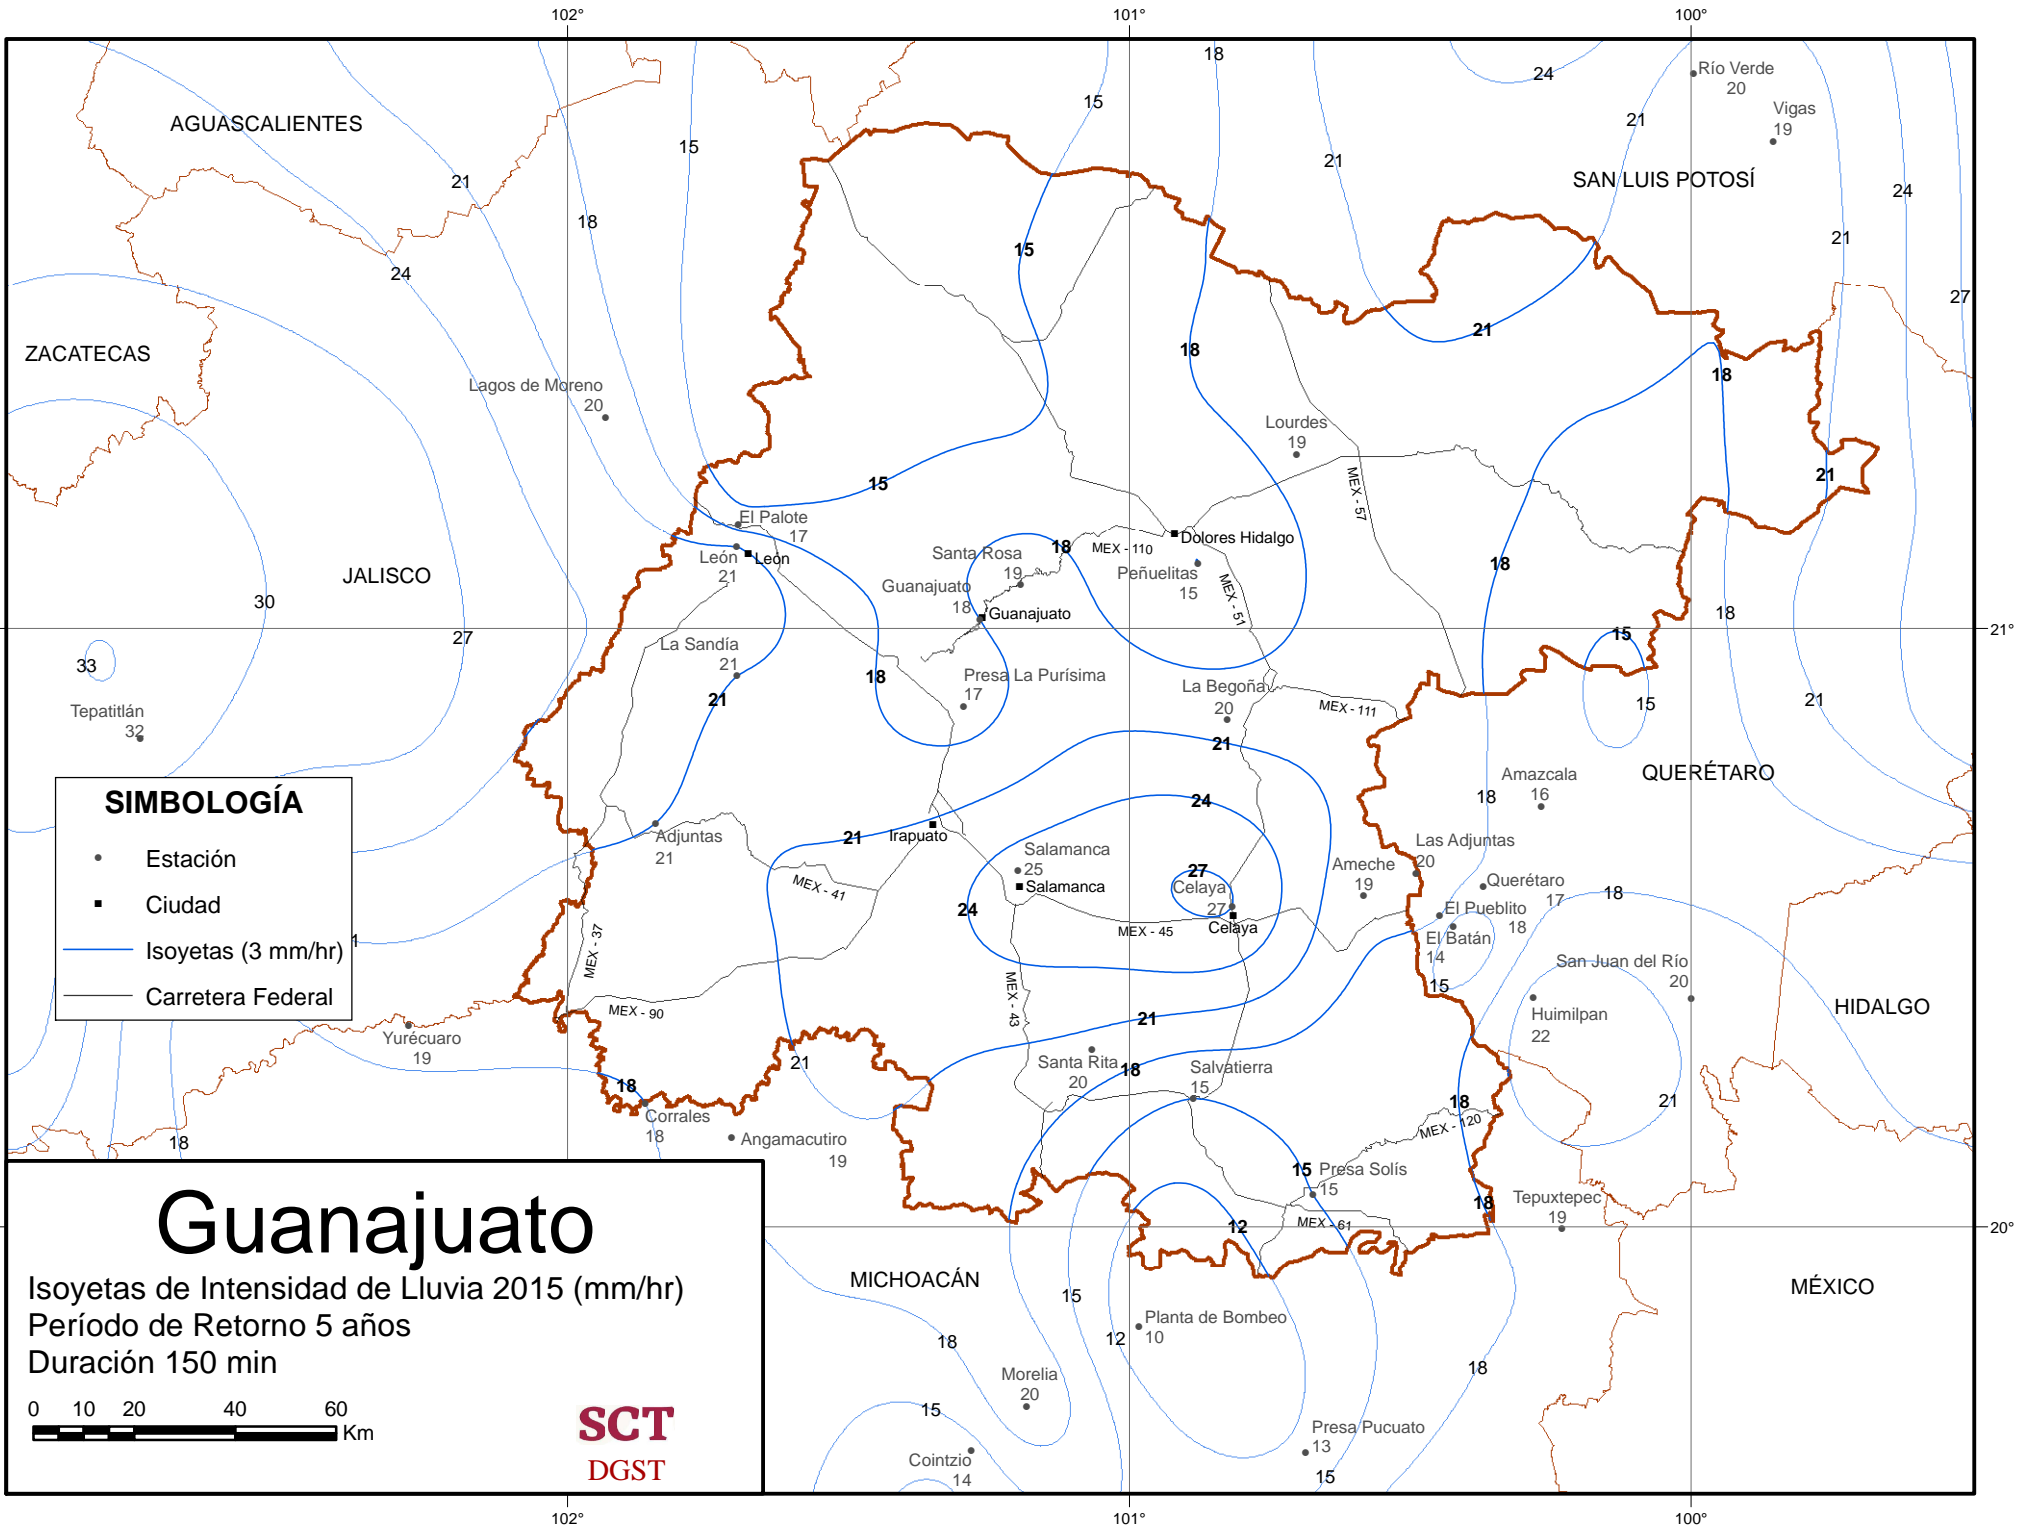 102°
101°
100°
18
24
Río Verde
20
15
Vigas
19
21
AGUASCALIENTES
15
21
SAN LUIS POTOSÍ
21
24
18
15
21
24
27
21
18
ZACATECAS
18
Lagos de Moreno
20
Lourdes
19
15
21
MEX - 57
El Palote
17
León
21
León
Santa Rosa
19
18
MEX - 110
Dolores Hidalgo
Peñuelitas
15
MEX - 51
18
JALISCO
Guanajuato
18
Guanajuato
30
18
27
15
21°
La Sandía
21
33
18
Presa La Purísima
17
La Begoña
20
21
15
21
Tepatitlán
32
MEX - 111
21
QUERÉTARO
Amazcala
16
18
24
SIMBOLOGÍA
Estación
Ciudad
Isoyetas (3 mm/hr)
Carretera Federal
1
Adjuntas
21
21
Irapuato
Salamanca
25
Salamanca
Las Adjuntas
20
Ameche
19
27
Celaya
27
Celaya
MEX - 41
24
MEX - 45
Querétaro
17
18
El Pueblito
18
El Batán
14
15
MEX - 37
San Juan del Río
20
HIDALGO
MEX - 90
MEX - 43
21
Huimilpan
22
Yurécuaro
19
21
Santa Rita
20
18
Salvatierra
15
18
Corrales
18
18
MEX - 120
21
18
Angamacutiro
19
15
Presa Solís
15
18
Tepuxtepec
19
12
MEX - 61
20°
Guanajuato
Isoyetas de Intensidad de Lluvia 2015 (mm/hr)
Período de Retorno 5 años
Duración 150 min
0 10 20 40 60
Km
SCT
DGST
MICHOACÁN
15
MÉXICO
Planta de Bombeo
10
12
18
18
Morelia
20
15
Presa Pucuato
13
Cointzio
14
15
102°
101°
100°